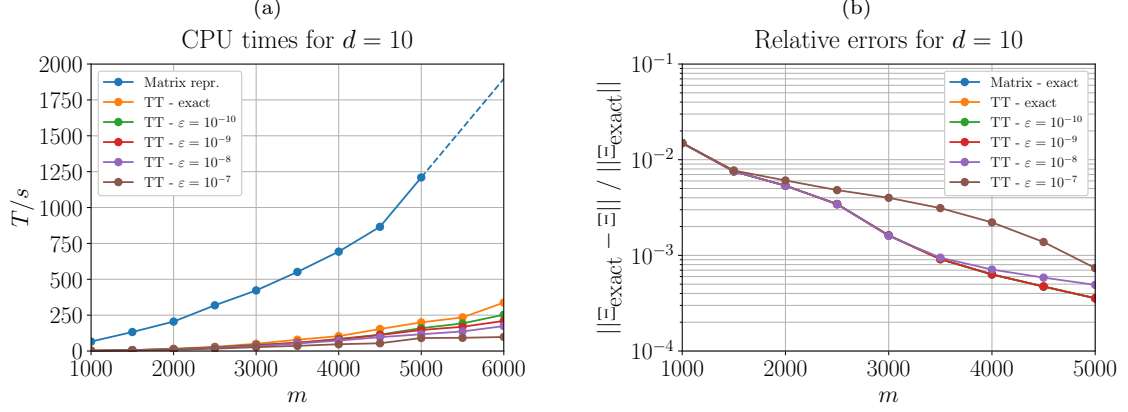 (a)
CPU times for d = 10
2000
1750
1500
1250
1000
750
500
250
0
T/s
Matrix repr.
TT - exact
TT - ε = 10⁻¹⁰
TT - ε = 10⁻⁹
TT - ε = 10⁻⁸
TT - ε = 10⁻⁷
1000
2000
3000
4000
5000
6000
m
(b)
Relative errors for d = 10
10⁻¹
10⁻²
10⁻³
10⁻⁴
||Ξexact − Ξ|| / ||Ξexact||
Matrix - exact
TT - exact
TT - ε = 10⁻¹⁰
TT - ε = 10⁻⁹
TT - ε = 10⁻⁸
TT - ε = 10⁻⁷
1000
2000
3000
4000
5000
m